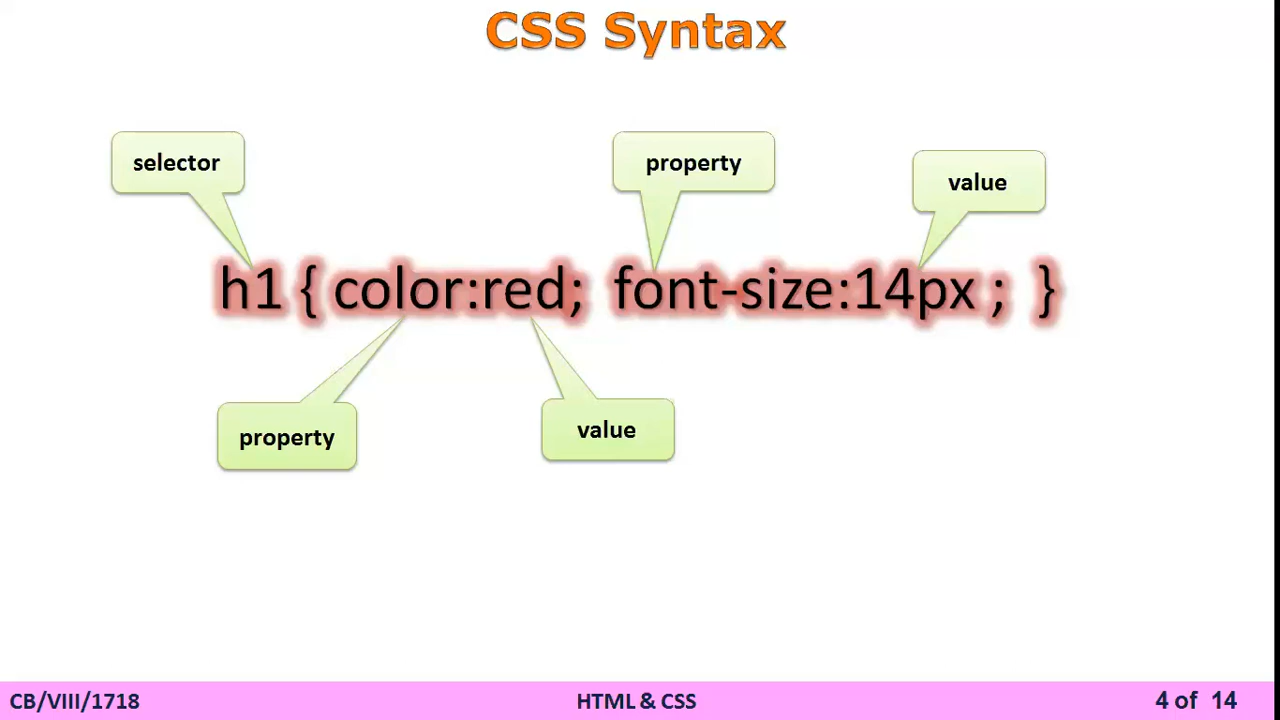 CSS Syntax
selector
property
value
h1 { color:red; font-size:14px ; }
property
value
CB/VIII/1718
HTML & CSS
4 of 14